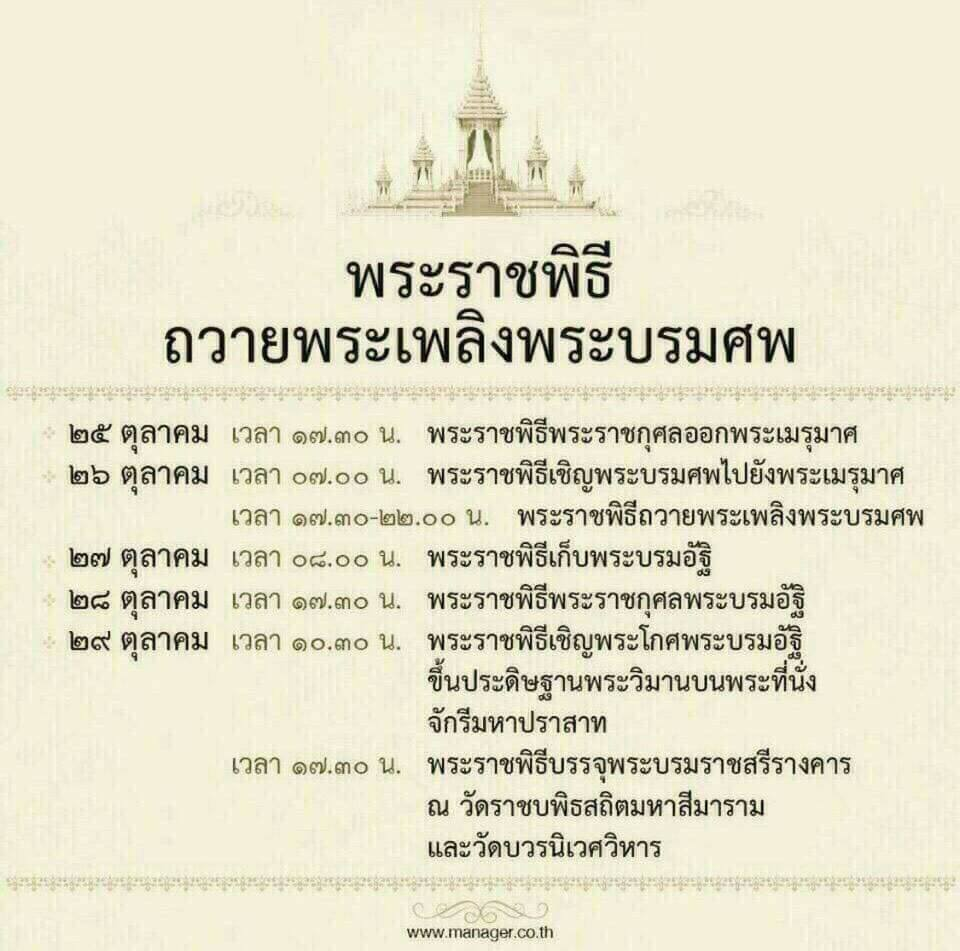 พระราชพิธี
ถวายพระเพลิงพระบรมศพ
๒๕ ตุลาคม เวลา ๑๗.๓๐ น. พระราชพิธีพระราชกุศลออกพระเมรุมาศ
๒๖ ตุลาคม เวลา ๐๗.๐๐ น. พระราชพิธีเชิญพระบรมศพไปยังพระเมรุมาศ
เวลา ๑๗.๓๐-๒๒.๐๐ น. พระราชพิธีถวายพระเพลิงพระบรมศพ
๒๗ ตุลาคม เวลา ๐๘.๐๐ น. พระราชพิธีเก็บพระบรมอัฐิ
๒๘ ตุลาคม เวลา ๑๗.๓๐ น. พระราชพิธีพระราชกุศลพระบรมอัฐิ
๒๙ ตุลาคม เวลา ๑๐.๓๐ น. พระราชพิธีเชิญพระโกศพระบรมอัฐิ
ขึ้นประดิษฐานพระวิมานบนพระที่นั่ง
จักรีมหาปราสาท
เวลา ๑๗.๓๐ น. พระราชพิธีบรรจุพระบรมราชสรีรางคาร
ณ วัดราชบพิธสถิตมหาสีมาราม
และวัดบวรนิเวศวิหาร
www.manager.co.th